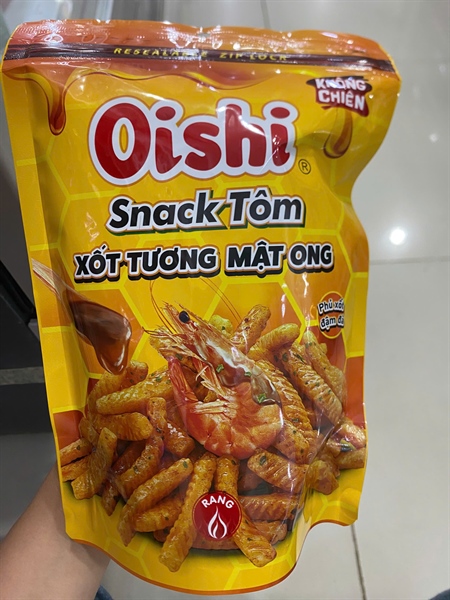 RESEALABLE ZIP LOCK
KHÔNG
CHIÊN
Oishi®
Snack Tôm
XỐT TƯƠNG MẬT ONG
Phủ xốt
đậm đà
RANG